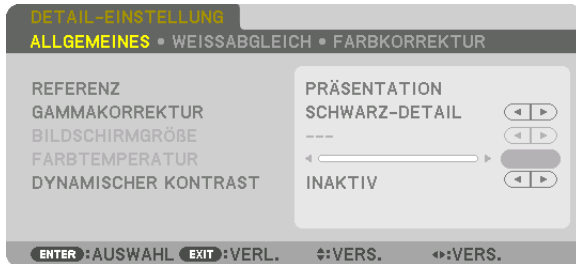 DETAIL-EINSTELLUNG
ALLGEMEINES • WEISSABGLEICH • FARBKORREKTUR
REFERENZ PRÄSENTATION
GAMMAKORREKTUR SCHWARZ-DETAIL
BILDSCHIRMGRÖßE ---
FARBTEMPERATUR
DYNAMISCHER KONTRAST INAKTIV
ENTER :AUSWAHL EXIT :VERL. :VERS. :VERS.